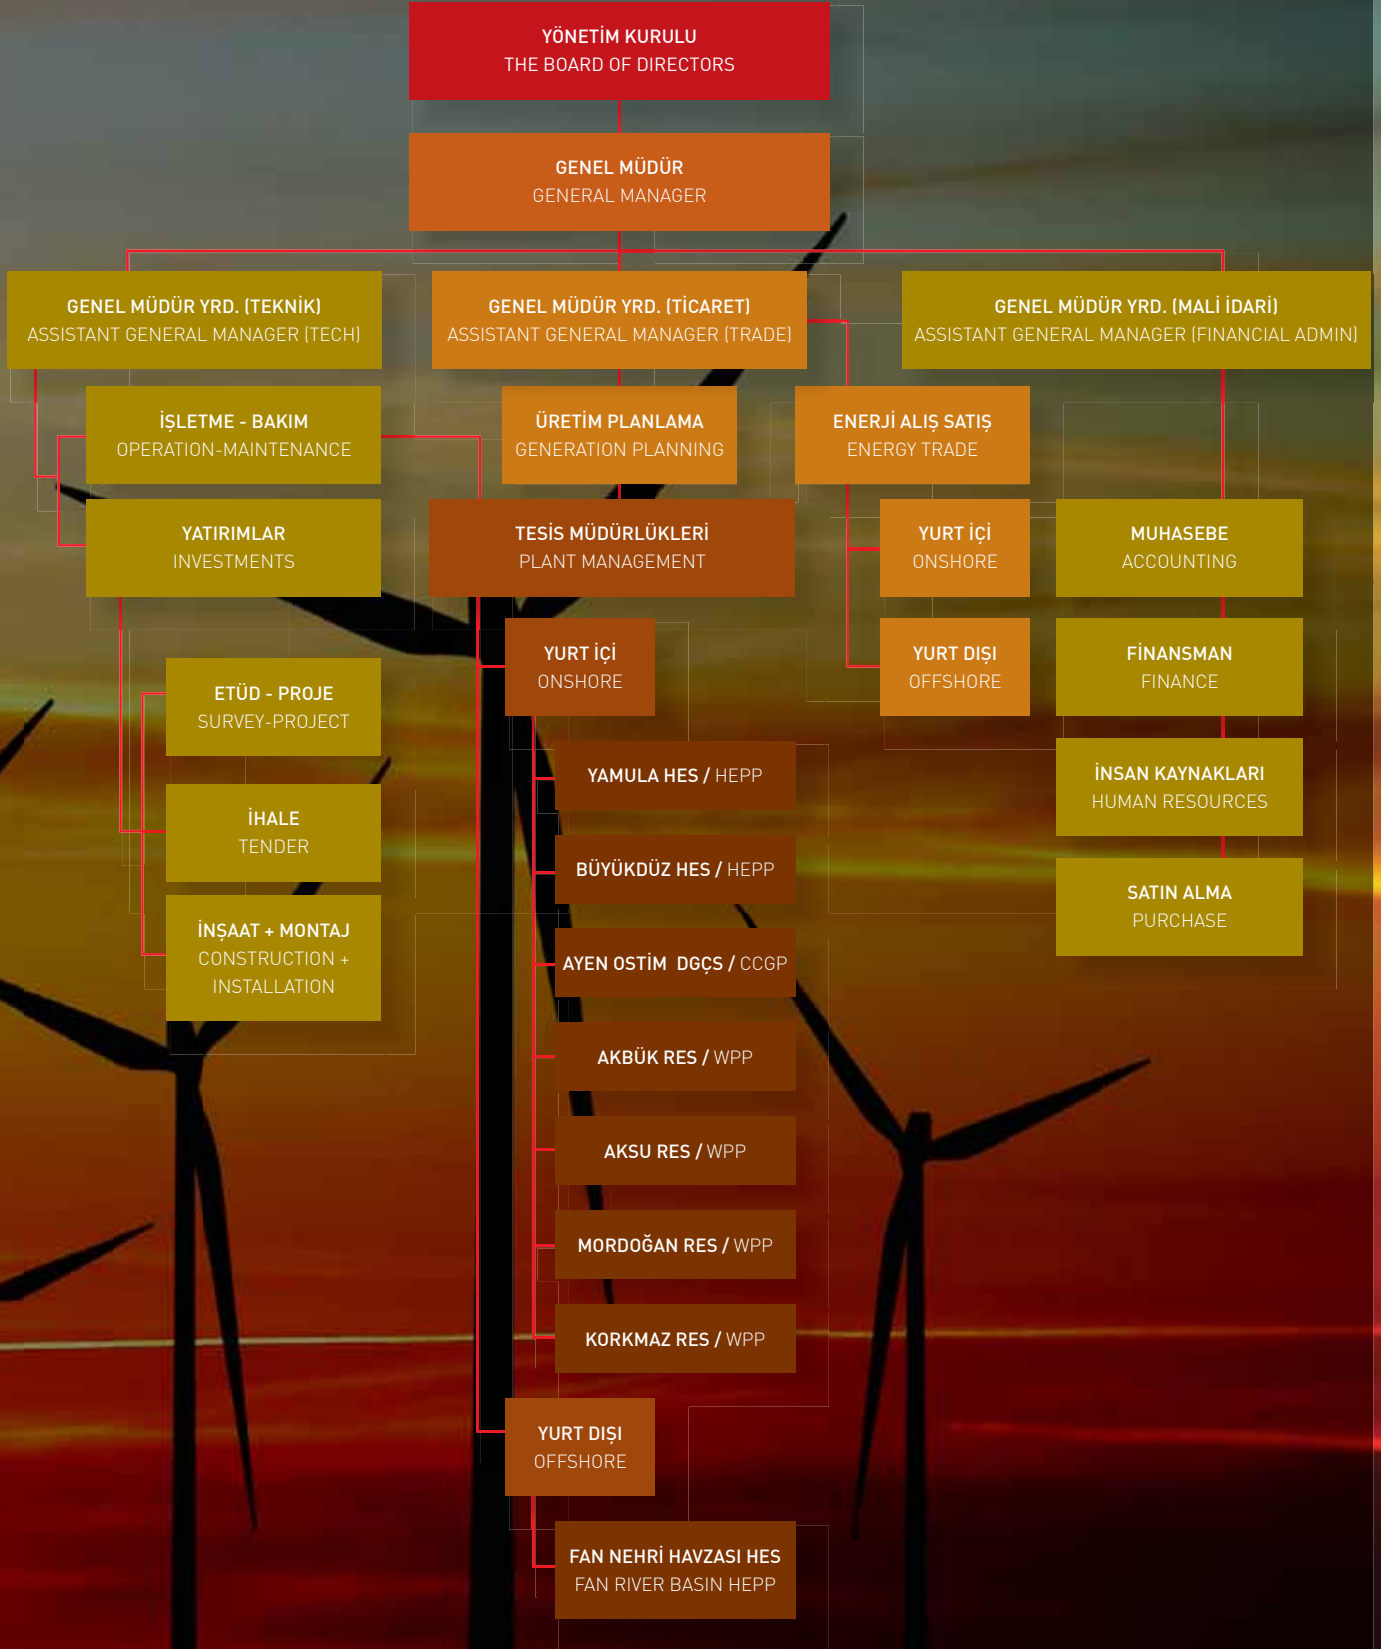 YÖNETİM KURULU
THE BOARD OF DIRECTORS
GENEL MÜDÜR
GENERAL MANAGER
GENEL MÜDÜR YRD. (TEKNİK)
ASSISTANT GENERAL MANAGER (TECH)
GENEL MÜDÜR YRD. (TİCARET)
ASSISTANT GENERAL MANAGER (TRADE)
GENEL MÜDÜR YRD. (MALİ İDARİ)
ASSISTANT GENERAL MANAGER (FINANCIAL ADMIN)
İŞLETME - BAKIM
OPERATION-MAINTENANCE
ÜRETİM PLANLAMA
GENERATION PLANNING
ENERJİ ALIŞ SATIŞ
ENERGY TRADE
YATIRIMLAR
INVESTMENTS
TESİS MÜDÜRLÜKLERİ
PLANT MANAGEMENT
YURT İÇİ
ONSHORE
MUHASEBE
ACCOUNTING
YURT İÇİ
ONSHORE
YURT DIŞI
OFFSHORE
FİNANSMAN
FINANCE
ETÜD - PROJE
SURVEY-PROJECT
YAMULA HES / HEPP
İNSAN KAYNAKLARI
HUMAN RESOURCES
İHALE
TENDER
BÜYÜKDÜZ HES / HEPP
SATIN ALMA
PURCHASE
İNŞAAT + MONTAJ
CONSTRUCTION +
INSTALLATION
AYEN OSTİM DGÇS / CCGP
AKBÜK RES / WPP
AKSU RES / WPP
MORDOĞAN RES / WPP
KORKMAZ RES / WPP
YURT DIŞI
OFFSHORE
FAN NEHRİ HAVZASI HES
FAN RIVER BASIN HEPP